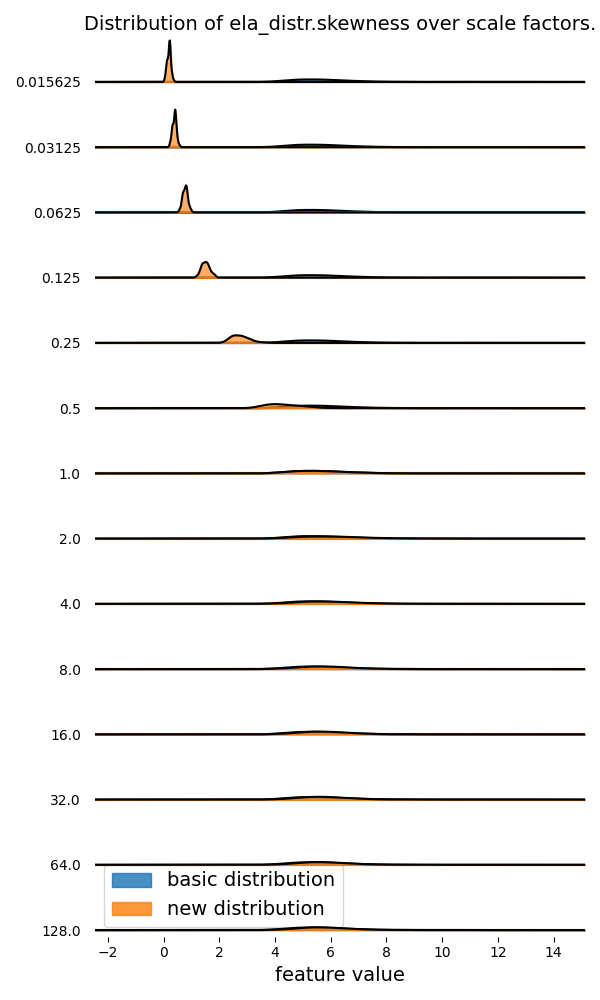 Distribution of ela_distr.skewness over scale factors.
0.015625
0.03125
0.0625
0.125
0.25
0.5
1.0
2.0
4.0
8.0
16.0
32.0
64.0
basic distribution
new distribution
128.0
−2 0 2 4 6 8 10 12 14
feature value